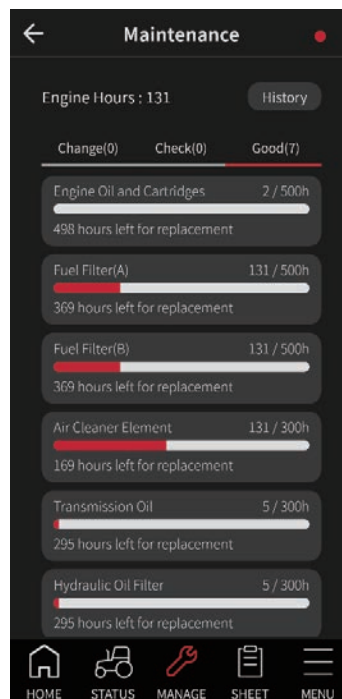 Maintenance
Engine Hours : 131
History
Change(0) Check(0) Good(7)
Engine Oil and Cartridges 2 / 500h
498 hours left for replacement
Fuel Filter(A) 131 / 500h
369 hours left for replacement
Fuel Filter(B) 131 / 500h
369 hours left for replacement
Air Cleaner Element 131 / 300h
169 hours left for replacement
Transmission Oil 5 / 300h
295 hours left for replacement
Hydraulic Oil Filter 5 / 300h
295 hours left for replacement
HOME STATUS MANAGE SHEET MENU